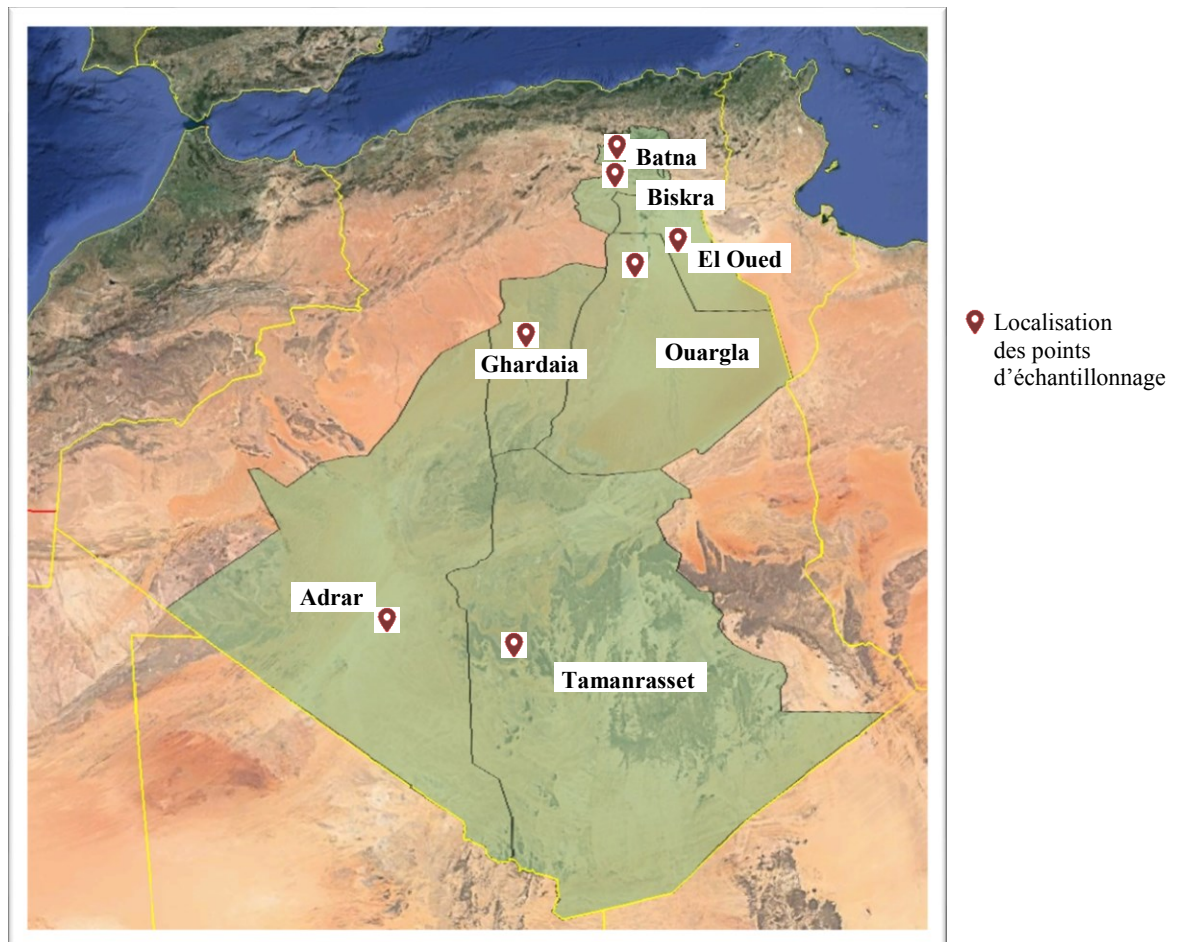 Batna
Biskra
El Oued
Ouargla
Ghardaia
Adrar
Tamanrasset
Localisation
des points
d’échantillonnage